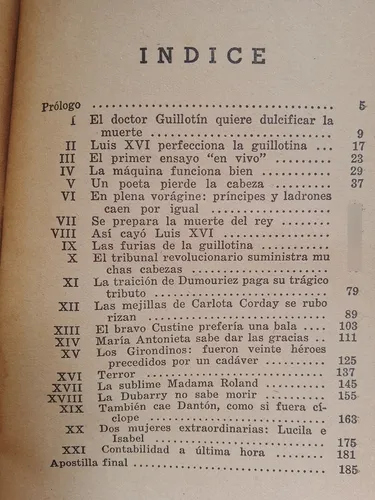 INDICE
Prólogo ........ 5
I El doctor Guillotín quiere dulcificar la
muerte ........ 9
II Luis XVI perfecciona la guillotina ... 17
III El primer ensayo "en vivo" ........ 23
IV La máquina funciona bien ........ 29
V Un poeta pierde la cabeza ........ 37
VI En plena vorágine: príncipes y ladrones
caen por igual ........
VII Se prepara la muerte del rey ........
VIII Así cayó Luis XVI ........
IX Las furias de la guillotina ........
X El tribunal revolucionario suministra mu
chas cabezas ........
XI La traición de Dumouriez paga su trágico
tributo ........ 79
XII Las mejillas de Carlota Corday se rubo
rizan ........ 89
XIII El bravo Custine prefería una bala ... 103
XIV María Antonieta sabe dar las gracias .. 111
XV Los Girondinos: fueron veinte héroes
precedidos por un cadáver ........ 125
XVI Terror ........ 137
XVII La sublime Madama Roland ........ 145
XVIII La Dubarry no sabe morir ........ 155
XIX También cae Dantón, como si fuera cí-
clope ........ 163
XX Dos mujeres extraordinarias: Lucila e
Isabel ........ 175
XXI Contabilidad a última hora ........ 181
Apostilla final ........ 185